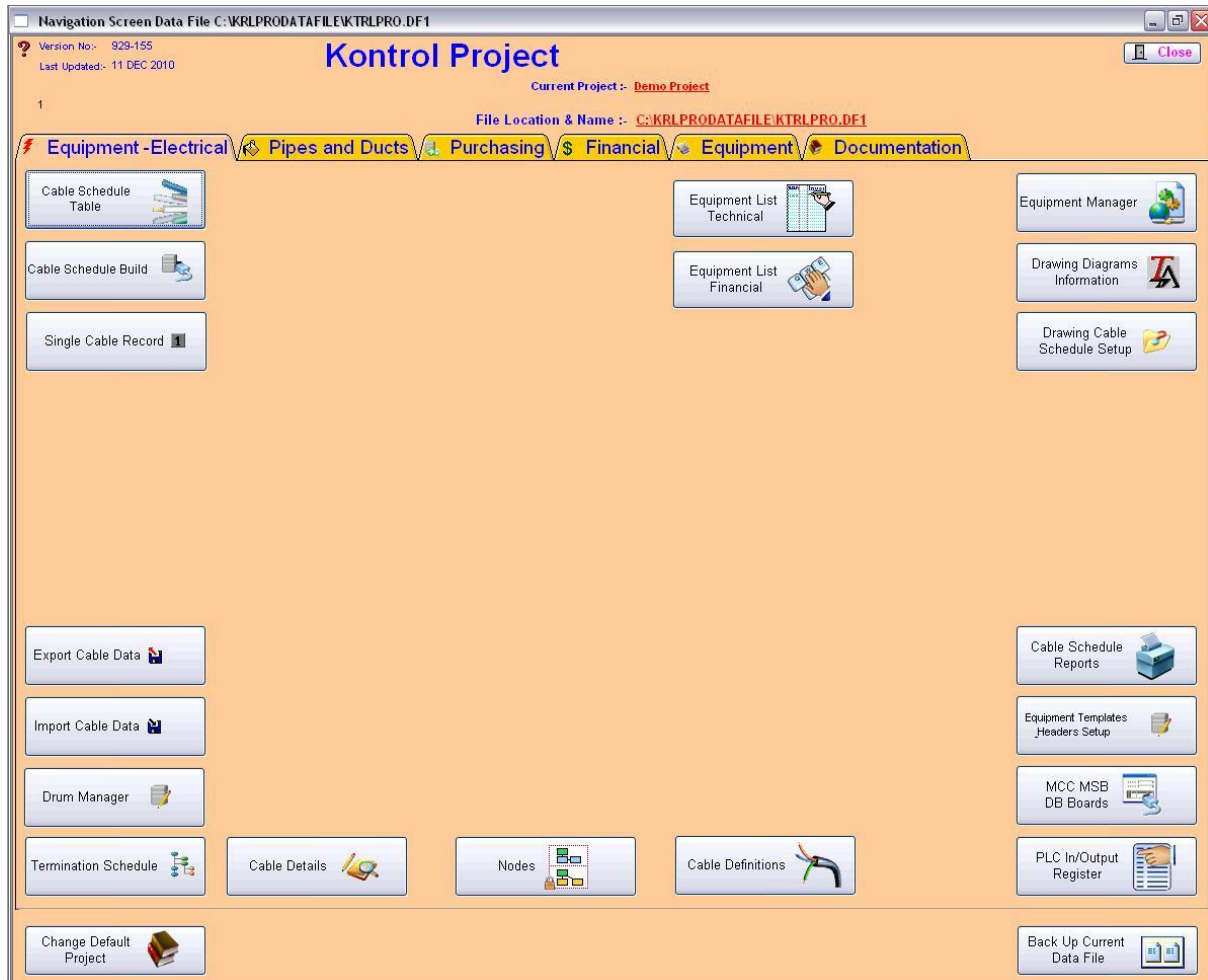 Navigation Screen Data File C:\KRLPRODATAFILE\KTRLPRO.DF1
Version No:- 929-155
Last Updated:- 11 DEC 2010
Kontrol Project
Close
Current Project :- Demo Project
1
File Location & Name :- C:\KRLPRODATAFILE\KTRLPRO.DF1
Equipment -Electrical
Pipes and Ducts
Purchasing
Financial
Equipment
Documentation
Cable Schedule
Table
Equipment List
Technical
Equipment Manager
Cable Schedule Build
Equipment List
Financial
Drawing Diagrams
Information
Single Cable Record
1
Drawing Cable
Schedule Setup
Export Cable Data
Cable Schedule
Reports
Import Cable Data
Equipment Templates
Headers Setup
Drum Manager
MCC MSB
DB Boards
Termination Schedule
Cable Details
Nodes
Cable Definitions
PLC In/Output
Register
Change Default
Project
Back Up Current
Data File